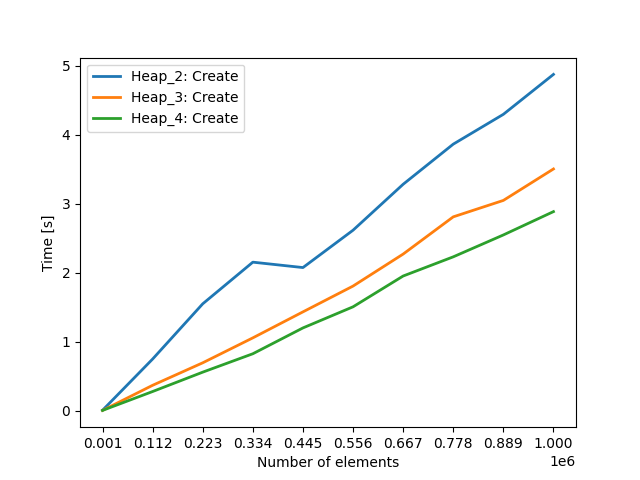 5
4
3
2
1
0
Time [s]
Heap_2: Create
Heap_3: Create
Heap_4: Create
0.001 0.112 0.223 0.334 0.445 0.556 0.667 0.778 0.889 1.000
1e6
Number of elements